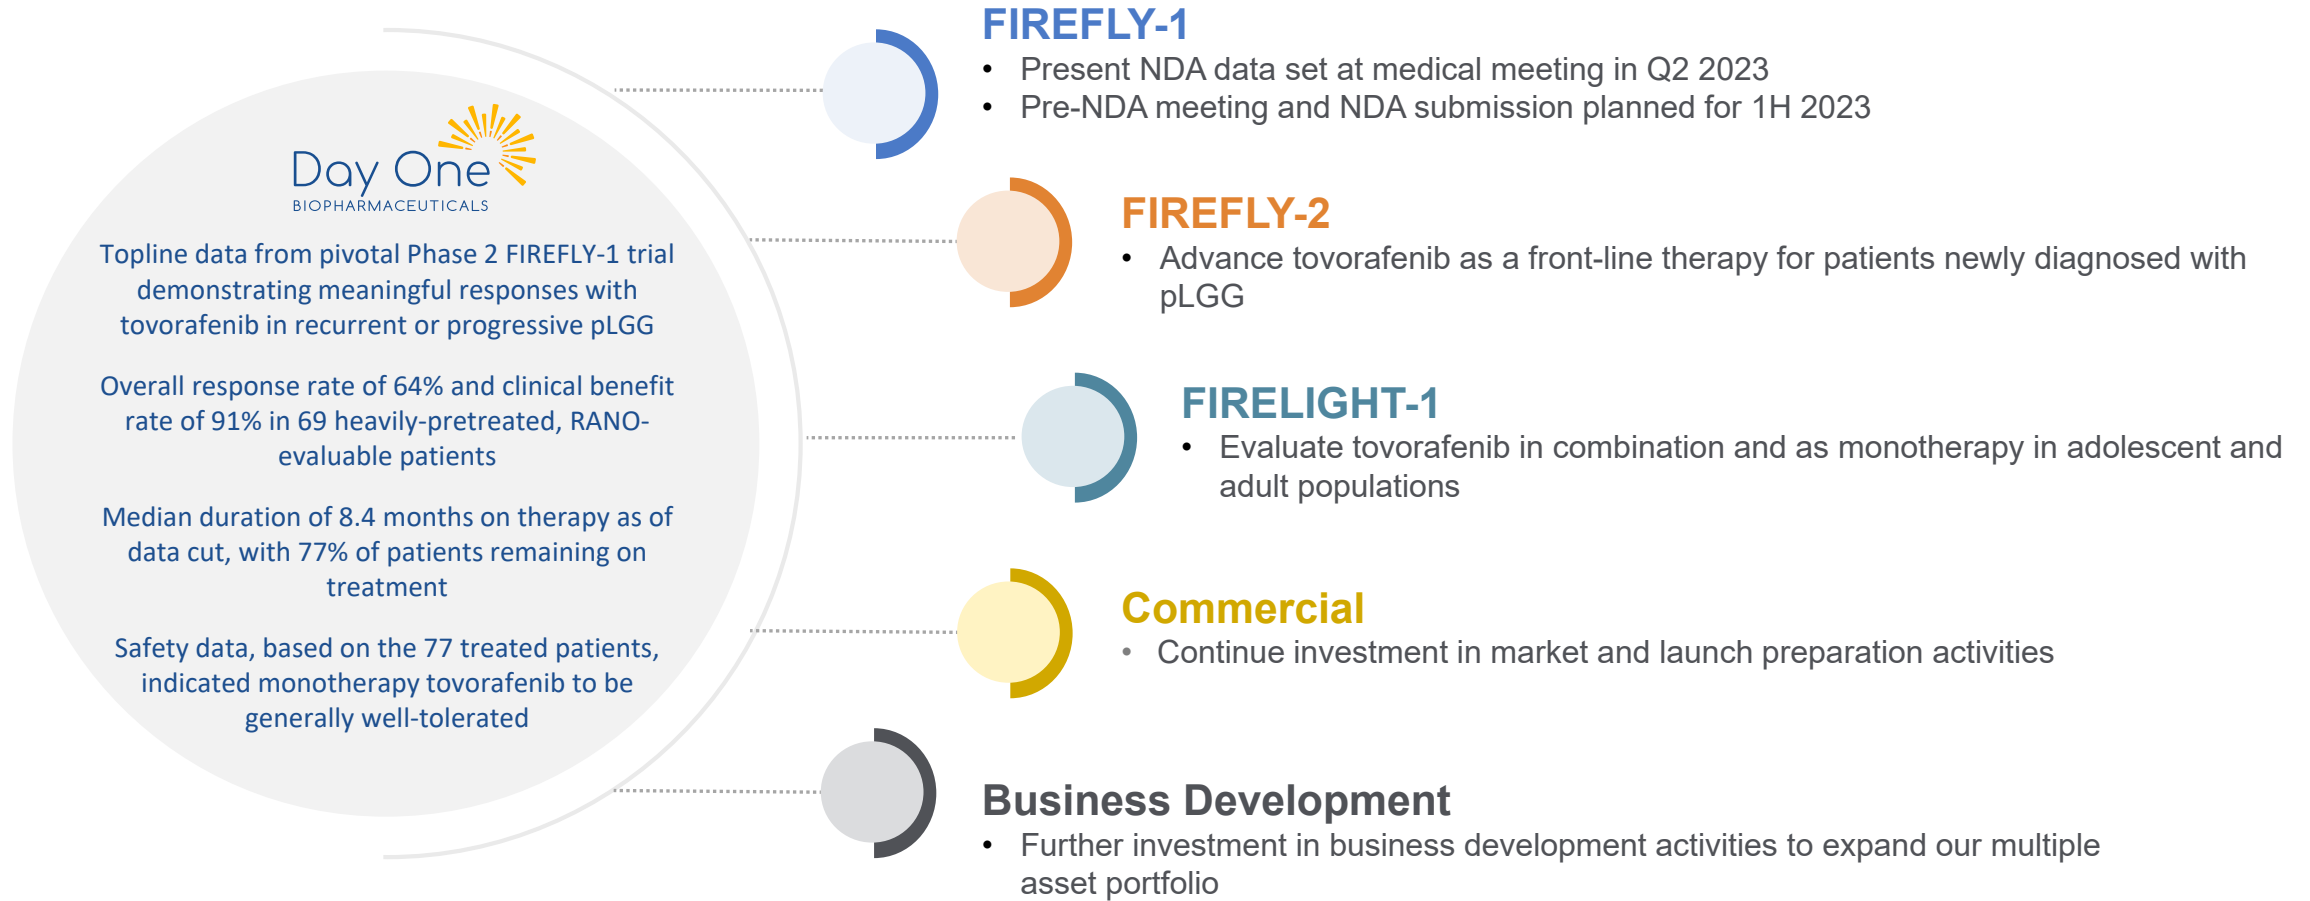 Day One
BIOPHARMACEUTICALS
Topline data from pivotal Phase 2 FIREFLY-1 trial
demonstrating meaningful responses with
tovorafenib in recurrent or progressive pLGG
Overall response rate of 64% and clinical benefit
rate of 91% in 69 heavily-pretreated, RANO-
evaluable patients
Median duration of 8.4 months on therapy as of
data cut, with 77% of patients remaining on
treatment
Safety data, based on the 77 treated patients,
indicated monotherapy tovorafenib to be
generally well-tolerated
FIREFLY-1
• Present NDA data set at medical meeting in Q2 2023
• Pre-NDA meeting and NDA submission planned for 1H 2023
FIREFLY-2
• Advance tovorafenib as a front-line therapy for patients newly diagnosed with
pLGG
FIRELIGHT-1
• Evaluate tovorafenib in combination and as monotherapy in adolescent and
adult populations
Commercial
• Continue investment in market and launch preparation activities
Business Development
• Further investment in business development activities to expand our multiple
asset portfolio